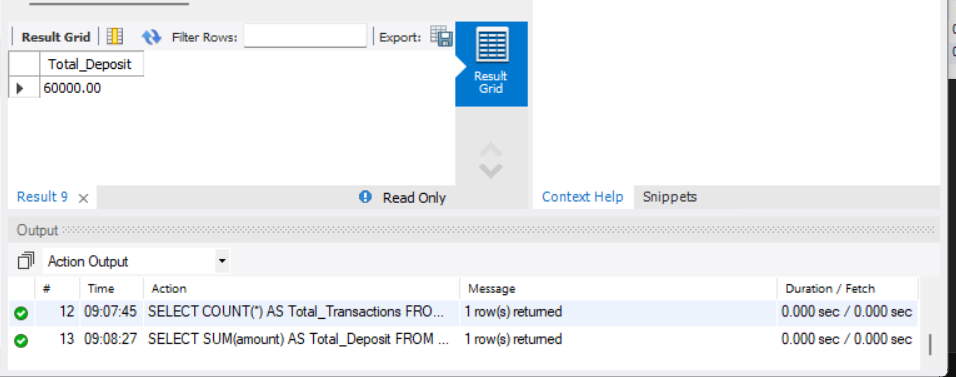 Result Grid Filter Rows: Export:
Total_Deposit
60000.00
Result
Grid
Result 9 Read Only Context Help Snippets
Output
Action Output
# Time Action Message Duration / Fetch
12 09:07:45 SELECT COUNT(*) AS Total_Transactions FRO... 1 row(s) returned 0.000 sec / 0.000 sec
13 09:08:27 SELECT SUM(amount) AS Total_Deposit FROM ... 1 row(s) returned 0.000 sec / 0.000 sec